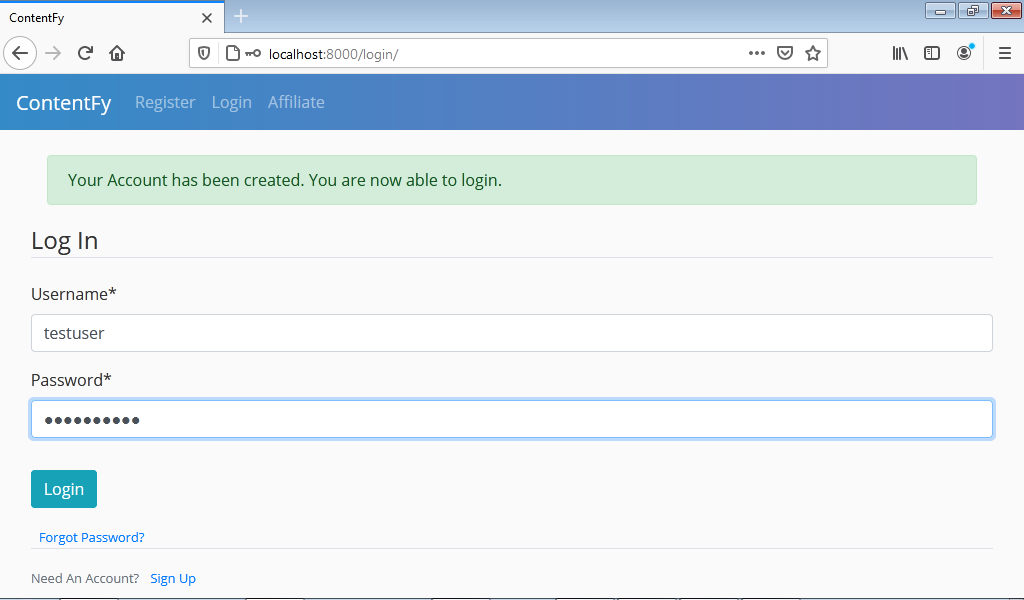 ContentFy
localhost:8000/login/
ContentFy Register Login Affiliate
Your Account has been created. You are now able to login.
Log In
Username*
testuser
Password*
••••••••••
Login
Forgot Password?
Need An Account? Sign Up